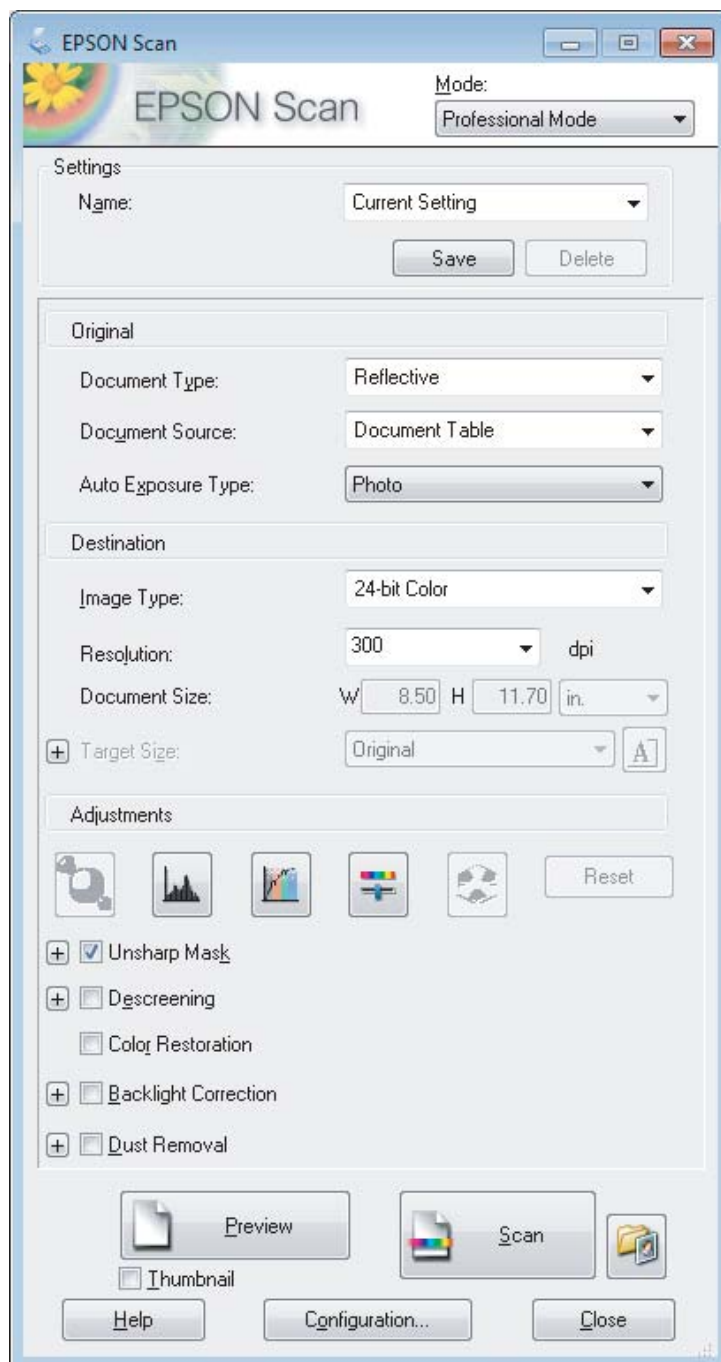 EPSON Scan
EPSON Scan
Mode:
Professional Mode
Settings
Name: Current Setting
Save Delete
Original
Document Type: Reflective
Document Source: Document Table
Auto Exposure Type: Photo
Destination
Image Type: 24-bit Color
Resolution: 300 dpi
Document Size: W 8.50 H 11.70 in.
Target Size: Original A
Adjustments
Reset
Unsharp Mask
Descreening
Color Restoration
Backlight Correction
Dust Removal
Preview Scan
Thumbnail
Help Configuration... Close